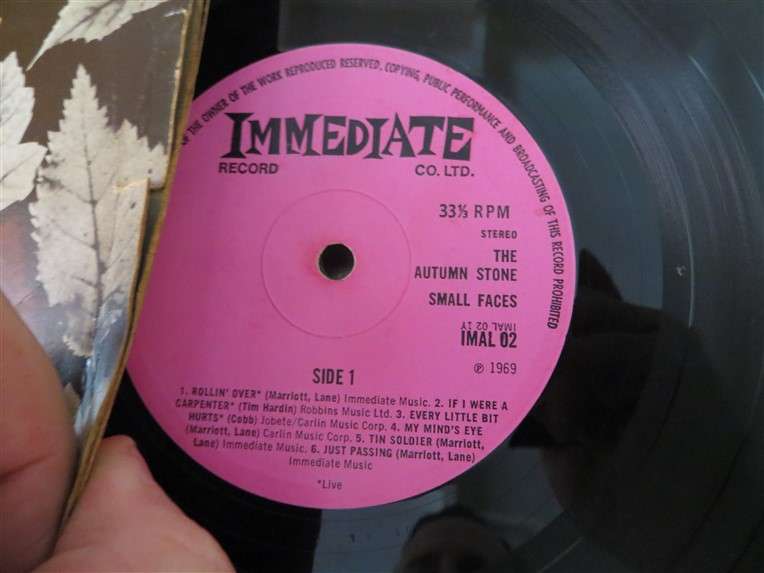 OF THE OWNER OF THE WORK REPRODUCED RESERVED. COPYING, PUBLIC PERFORMANCE AND BROADCASTING OF THIS RECORD PROHIBITED
IMMEDIATE
RECORD CO. LTD.
33⅓ RPM
STEREO
THE
AUTUMN STONE
SMALL FACES
IMAL 02 1Y
IMAL 02
℗ 1969
SIDE 1
1. ROLLIN' OVER* (Marriott, Lane) Immediate Music. 2. IF I WERE A
CARPENTER* (Tim Hardin) Robbins Music Ltd. 3. EVERY LITTLE BIT
HURTS* (Cobb) Jobete/Carlin Music Corp. 4. MY MIND'S EYE
(Marriott, Lane) Carlin Music Corp. 5. TIN SOLDIER (Marriott,
Lane) Immediate Music. 6. JUST PASSING (Marriott, Lane)
Immediate Music
*Live